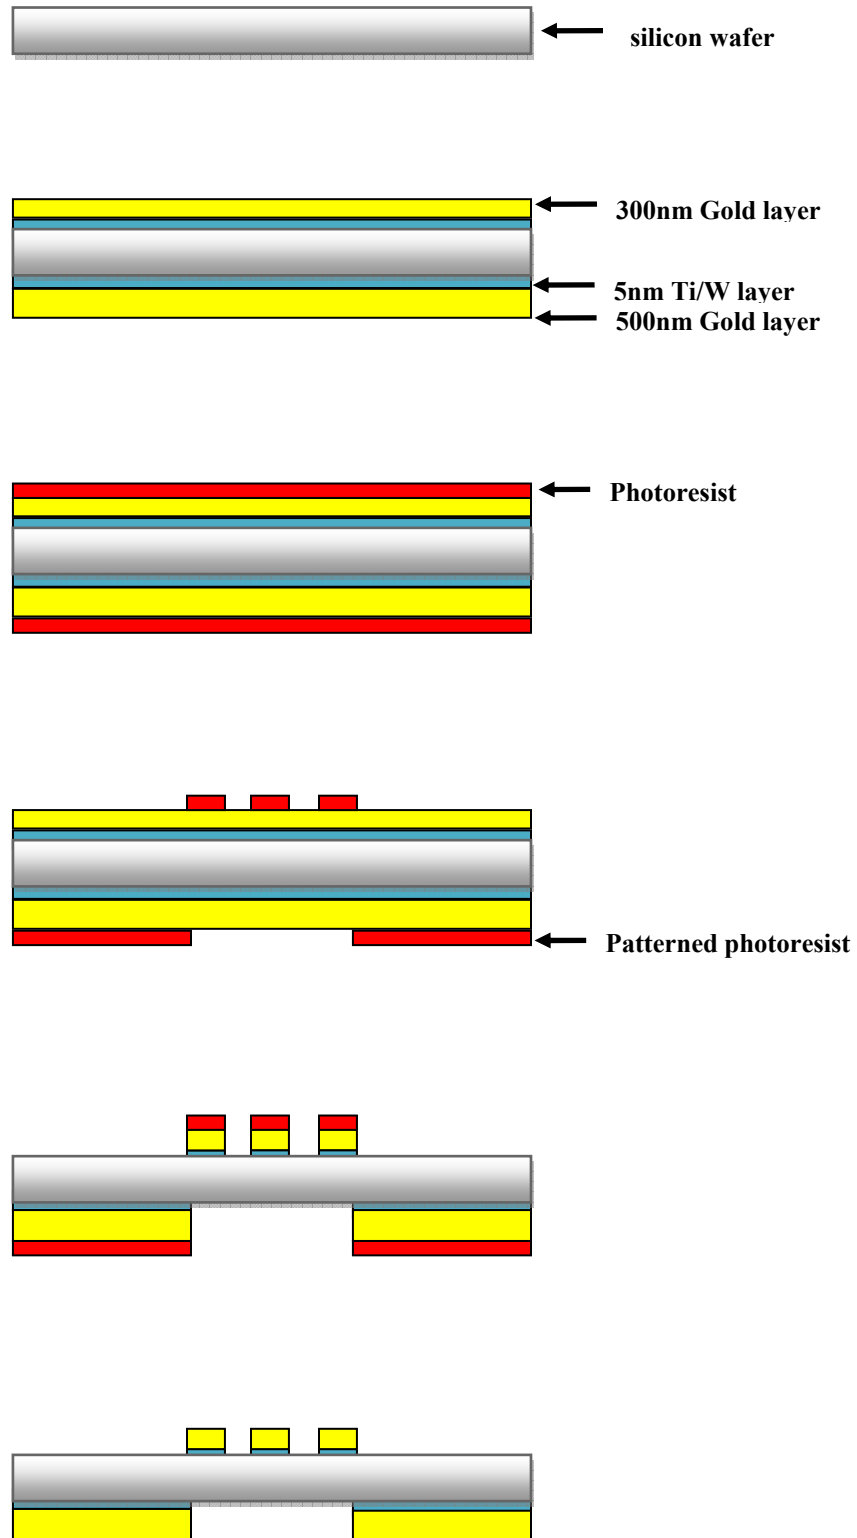 silicon wafer
300nm Gold layer
5nm Ti/W layer
500nm Gold layer
Photoresist
Patterned photoresist